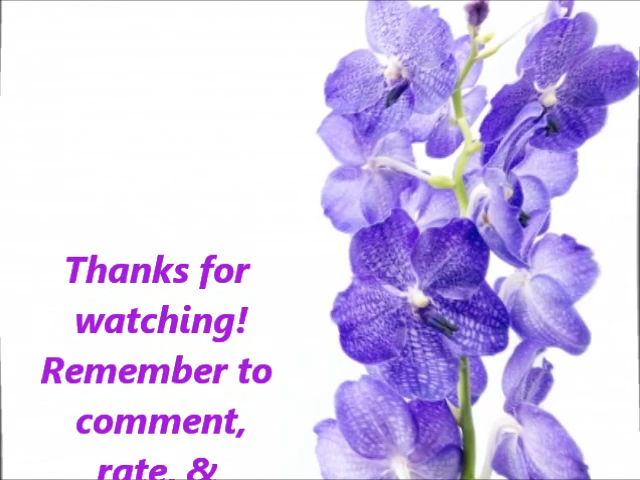 Thanks for
watching!
Remember to
comment,
rate, &